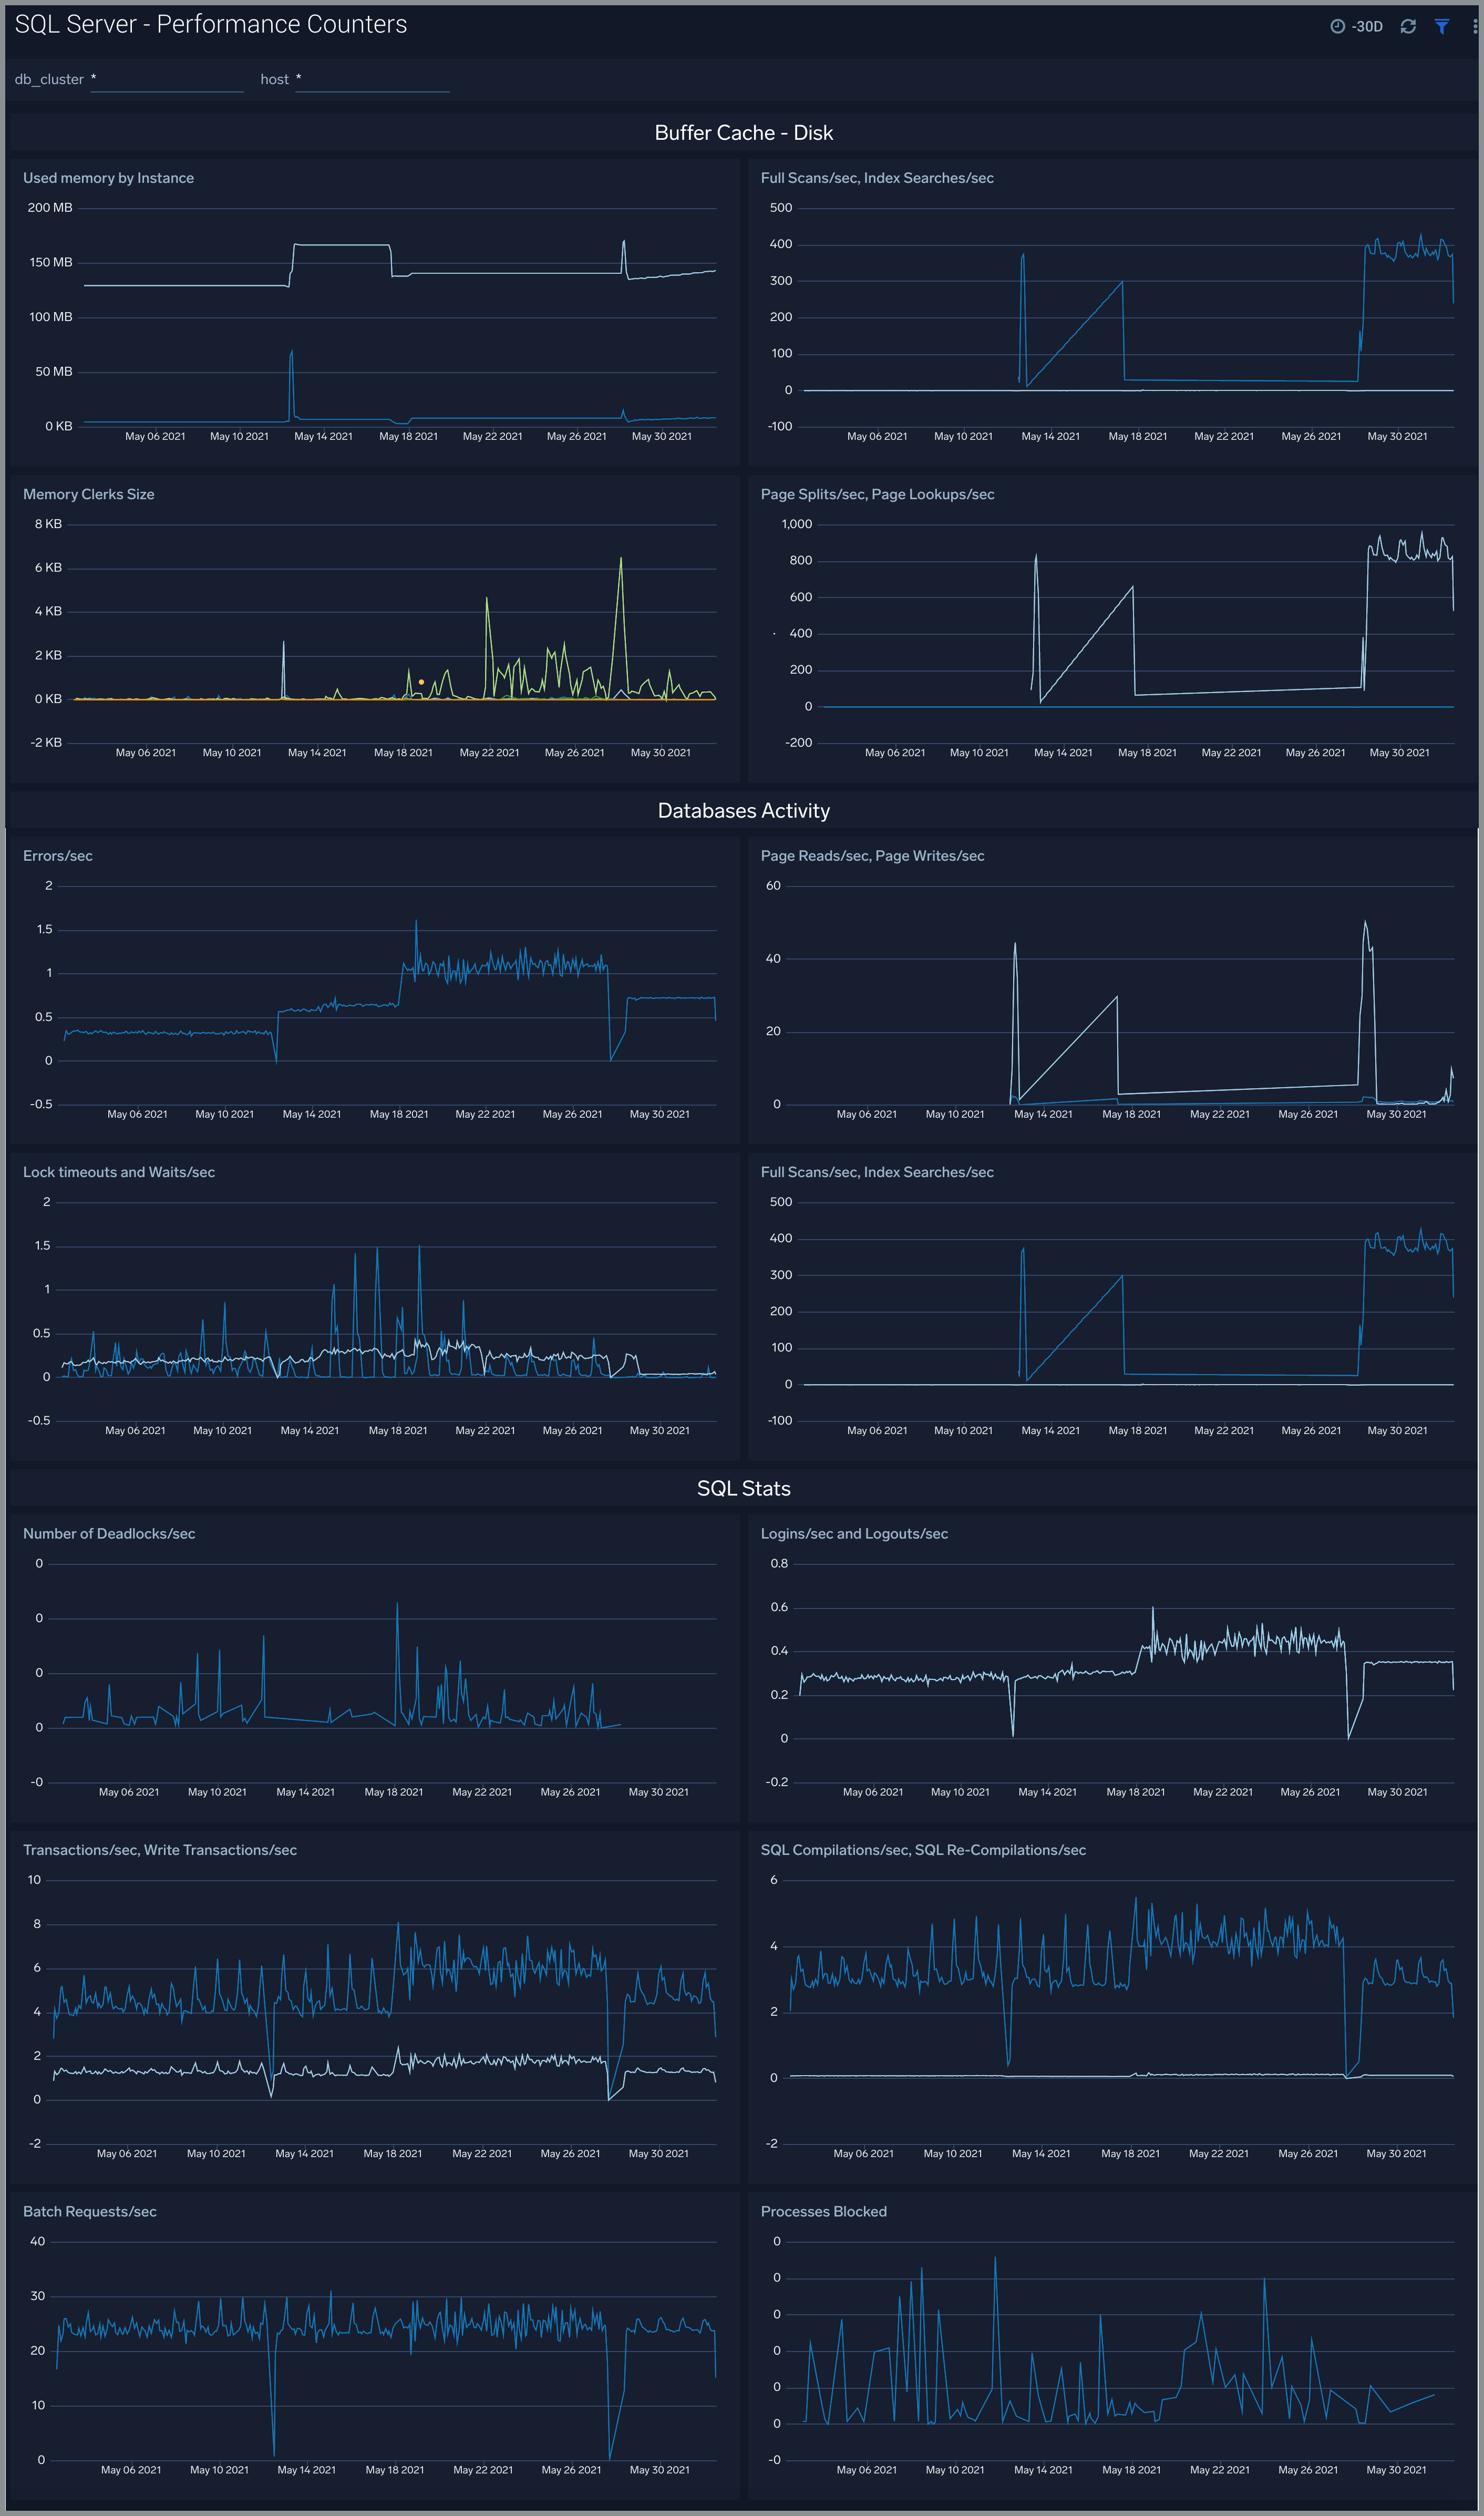 SQL Server - Performance Counters
-30D
db_cluster * host *
Buffer Cache - Disk
Used memory by Instance
200 MB
150 MB
100 MB
50 MB
0 KB
May 06 2021 May 10 2021 May 14 2021 May 18 2021 May 22 2021 May 26 2021 May 30 2021
Full Scans/sec, Index Searches/sec
500
400
300
200
100
0
-100
May 06 2021 May 10 2021 May 14 2021 May 18 2021 May 22 2021 May 26 2021 May 30 2021
Memory Clerks Size
8 KB
6 KB
4 KB
2 KB
0 KB
-2 KB
May 06 2021 May 10 2021 May 14 2021 May 18 2021 May 22 2021 May 26 2021 May 30 2021
Page Splits/sec, Page Lookups/sec
1,000
800
600
400
200
0
-200
May 06 2021 May 10 2021 May 14 2021 May 18 2021 May 22 2021 May 26 2021 May 30 2021
Databases Activity
Errors/sec
2
1.5
1
0.5
0
-0.5
May 06 2021 May 10 2021 May 14 2021 May 18 2021 May 22 2021 May 26 2021 May 30 2021
Page Reads/sec, Page Writes/sec
60
40
20
0
May 06 2021 May 10 2021 May 14 2021 May 18 2021 May 22 2021 May 26 2021 May 30 2021
Lock timeouts and Waits/sec
2
1.5
1
0.5
0
-0.5
May 06 2021 May 10 2021 May 14 2021 May 18 2021 May 22 2021 May 26 2021 May 30 2021
Full Scans/sec, Index Searches/sec
500
400
300
200
100
0
-100
May 06 2021 May 10 2021 May 14 2021 May 18 2021 May 22 2021 May 26 2021 May 30 2021
SQL Stats
Number of Deadlocks/sec
0
0
0
0
-0
May 06 2021 May 10 2021 May 14 2021 May 18 2021 May 22 2021 May 26 2021 May 30 2021
Logins/sec and Logouts/sec
0.8
0.6
0.4
0.2
0
-0.2
May 06 2021 May 10 2021 May 14 2021 May 18 2021 May 22 2021 May 26 2021 May 30 2021
Transactions/sec, Write Transactions/sec
10
8
6
4
2
0
-2
May 06 2021 May 10 2021 May 14 2021 May 18 2021 May 22 2021 May 26 2021 May 30 2021
SQL Compilations/sec, SQL Re-Compilations/sec
6
4
2
0
-2
May 06 2021 May 10 2021 May 14 2021 May 18 2021 May 22 2021 May 26 2021 May 30 2021
Batch Requests/sec
40
30
20
10
0
May 06 2021 May 10 2021 May 14 2021 May 18 2021 May 22 2021 May 26 2021 May 30 2021
Processes Blocked
0
0
0
0
0
0
-0
May 06 2021 May 10 2021 May 14 2021 May 18 2021 May 22 2021 May 26 2021 May 30 2021